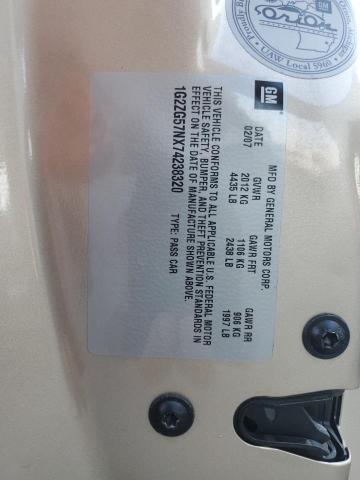 GM
MFD BY GENERAL MOTORS CORP.
DATE GVWR GAWR FRT GAWR RR
02/07 2012 KG 1106 KG 906 KG
4435 LB 2438 LB 1997 LB
THIS VEHICLE CONFORMS TO ALL APPLICABLE U.S. FEDERAL MOTOR
VEHICLE SAFETY, BUMPER, AND THEFT PREVENTION STANDARDS IN
EFFECT ON THE DATE OF MANUFACTURE SHOWN ABOVE.
1G2ZG57NX74238320
TYPE: PASS CAR
Orion
UAW Local 5960